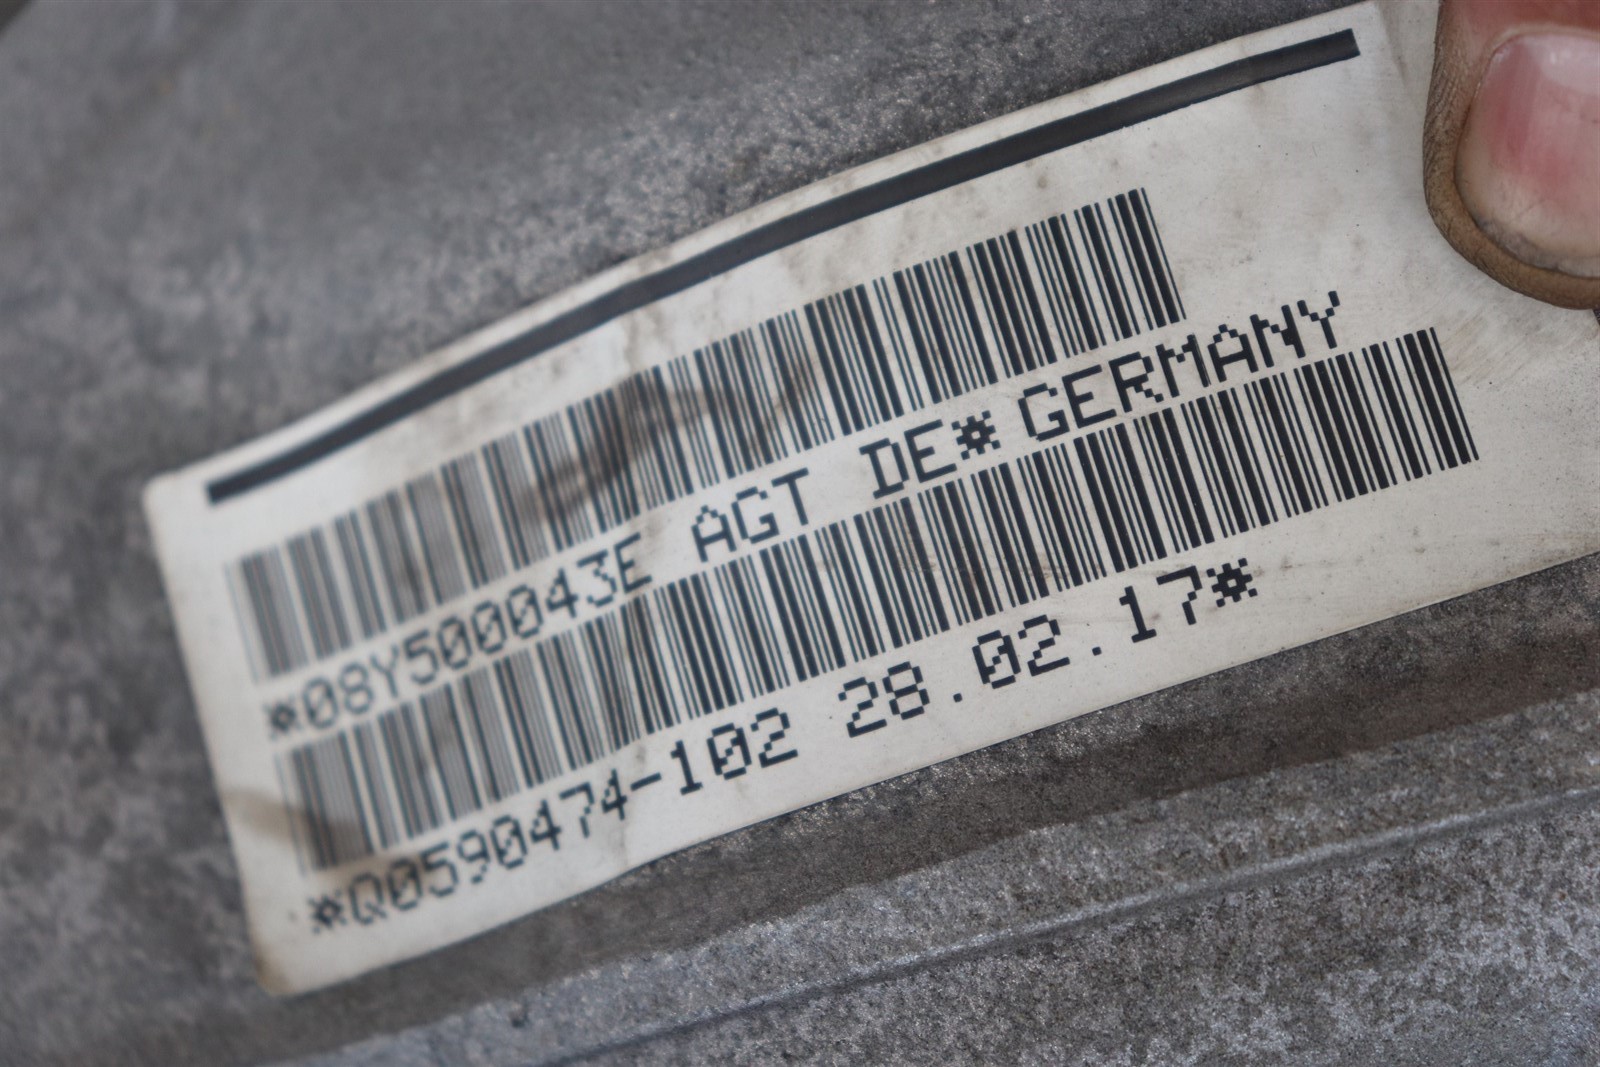 *08Y500043E AGT DE*GERMANY
*Q0590474-102 28.02.17*